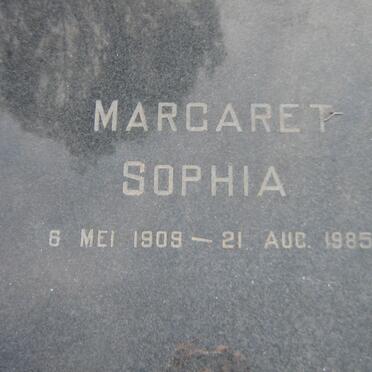 MARGARET
SOPHIA
6 MEI 1909 — 21 AUG. 1985